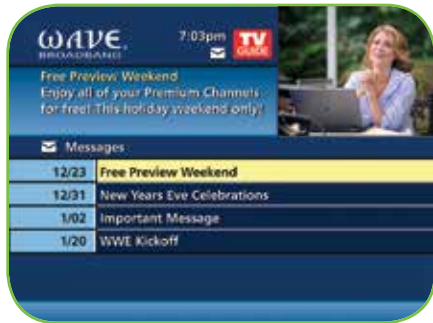 WAVE
BROADBAND
7:03pm
TV
GUIDE
Free Preview Weekend
Enjoy all of your Premium Channels
for free! This holiday weekend only!
Messages
12/23 Free Preview Weekend
12/31 New Years Eve Celebrations
1/02 Important Message
1/20 WWE Kickoff